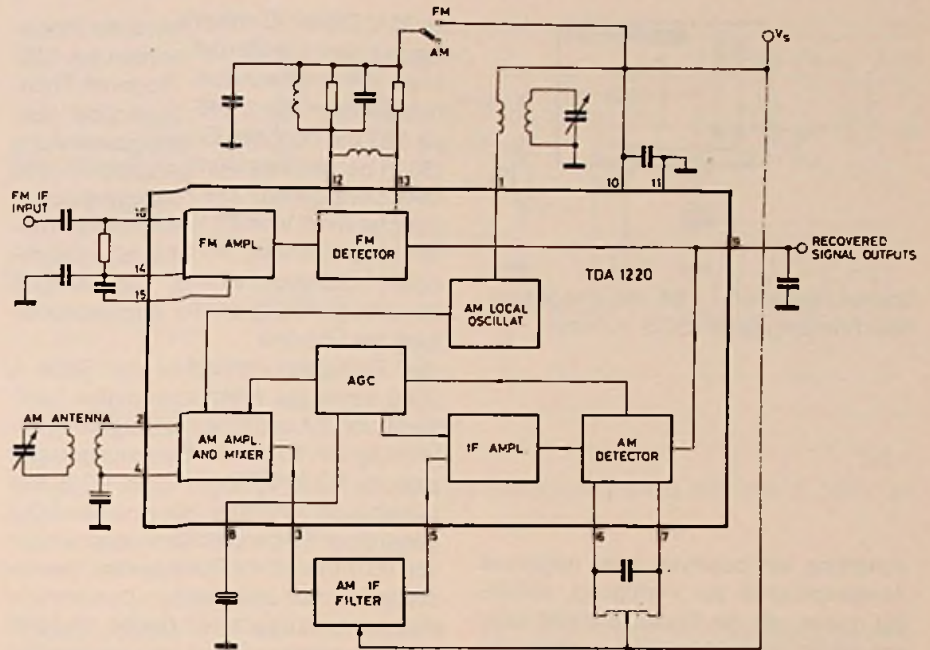 FM
AM
Vs
12
13
1
10
11
FM IF
INPUT
16
14
15
FM AMPL
FM
DETECTOR
TDA 1220
RECOVERED
SIGNAL OUTPUTS
AM LOCAL
OSCILLAT
AGC
AM ANTENNA
2
4
AM AMPL.
AND MIXER
IF AMPL.
AM
DETECTOR
8
3
5
6
7
AM IF
FILTER